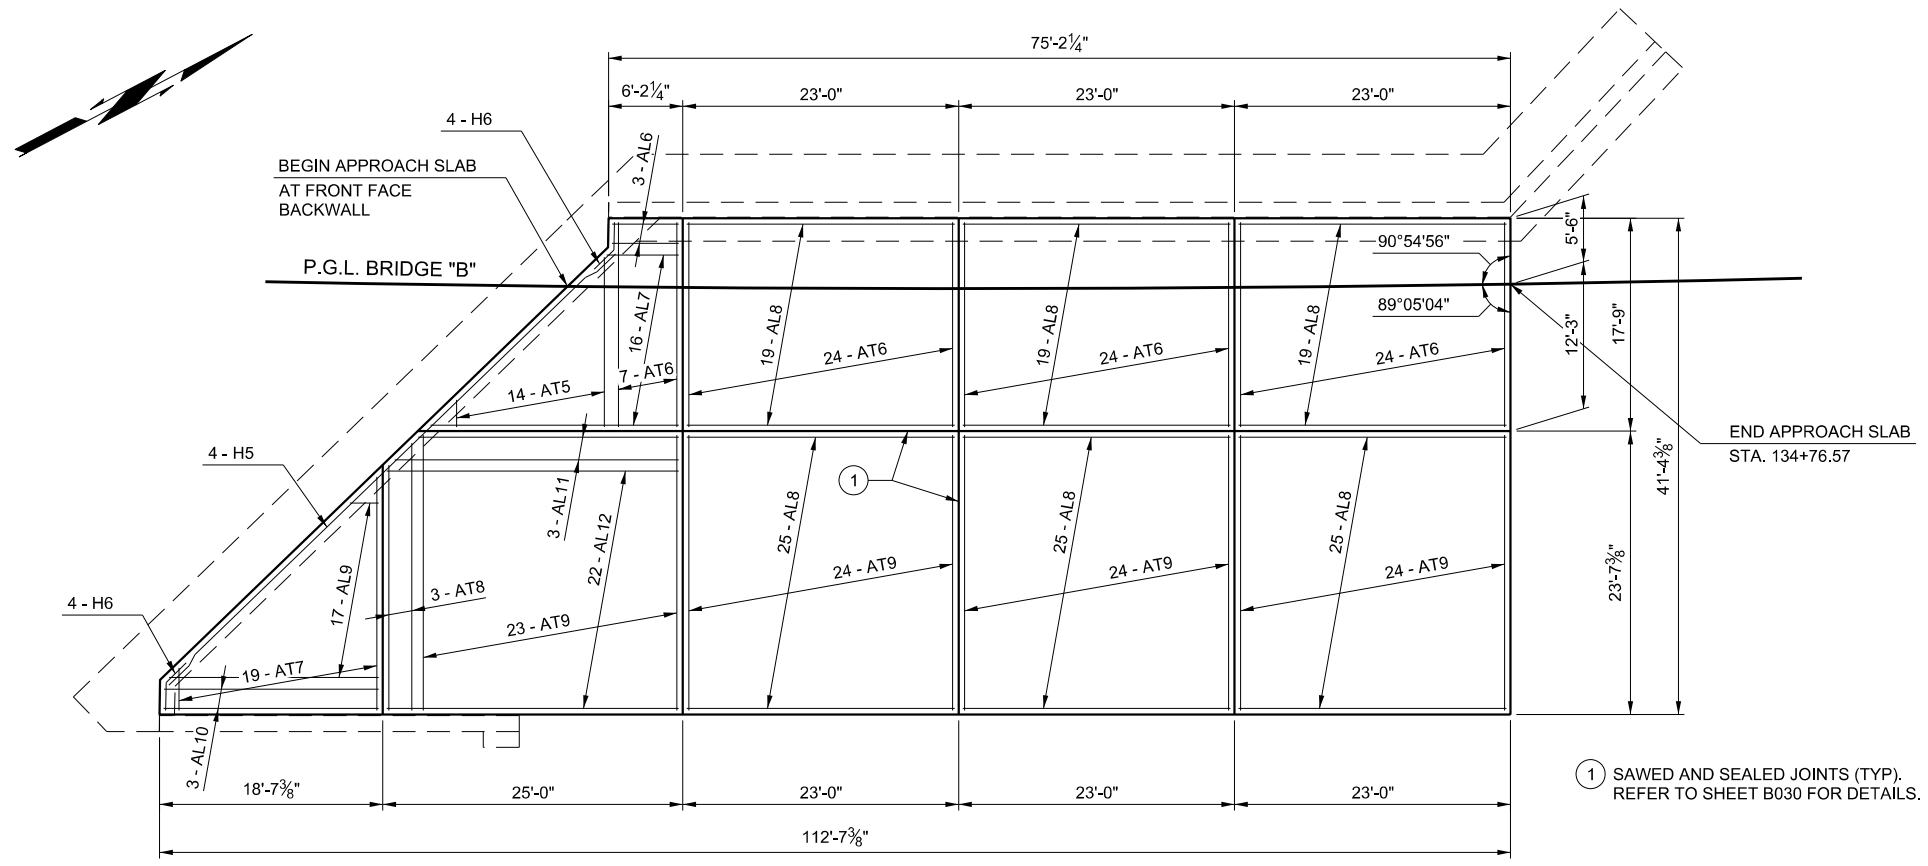 75'-2¼"
6'-2¼"
23'-0"
23'-0"
23'-0"
4 - H6
3 - AL6
BEGIN APPROACH SLAB
AT FRONT FACE
BACKWALL
P.G.L. BRIDGE "B"
5'-6"
90°54'56"
89°05'04"
12'-3"
17'-9"
41'-4⅜"
16 - AL7
19 - AL8
19 - AL8
19 - AL8
24 - AT6
24 - AT6
24 - AT6
7 - AT6
14 - AT5
END APPROACH SLAB
STA. 134+76.57
4 - H5
1
3 - AL11
22 - AL12
25 - AL8
25 - AL8
25 - AL8
23'-7⅜"
17 - AL9
3 - AT8
24 - AT9
24 - AT9
24 - AT9
4 - H6
23 - AT9
19 - AT7
3 - AL10
18'-7⅜"
25'-0"
23'-0"
23'-0"
23'-0"
112'-7⅜"
1 SAWED AND SEALED JOINTS (TYP).
REFER TO SHEET B030 FOR DETAILS.